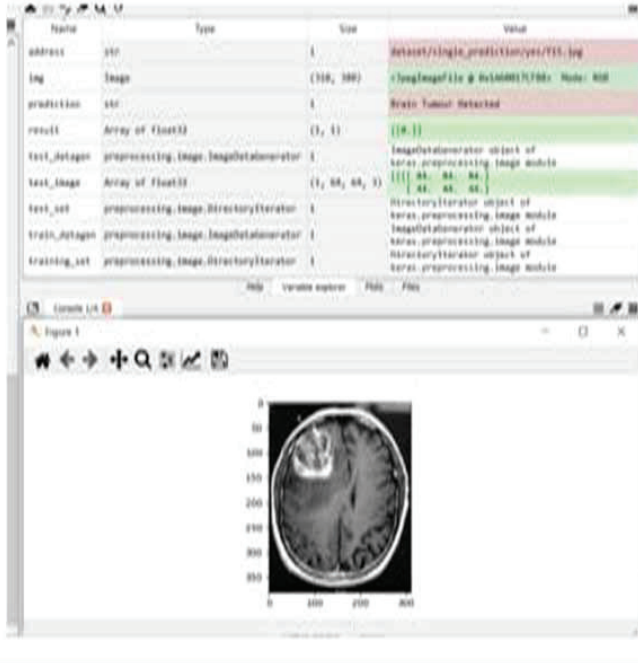 Name Type Size Value
address str 1 dataset/single_prediction/yes/
img Image
prediction str 1 Brain Tumour Detected
result Array of float32 (1, 1) [[0.]]
test_datagen preprocessing.image.ImageDataGenerator 1 ImageDataGenerator object of
keras.preprocessing.image module
test_image Array of float32
test_set preprocessing.image.DirectoryIterator 1 DirectoryIterator object of
keras.preprocessing.image module
train_datagen preprocessing.image.ImageDataGenerator 1 ImageDataGenerator object of
keras.preprocessing.image module
training_set preprocessing.image.DirectoryIterator 1 DirectoryIterator object of
keras.preprocessing.image module
Help Variable explorer Plots Files
Console 1/A
Figure 1
0
50
100
150
200
250
300
350
0 100 200 300